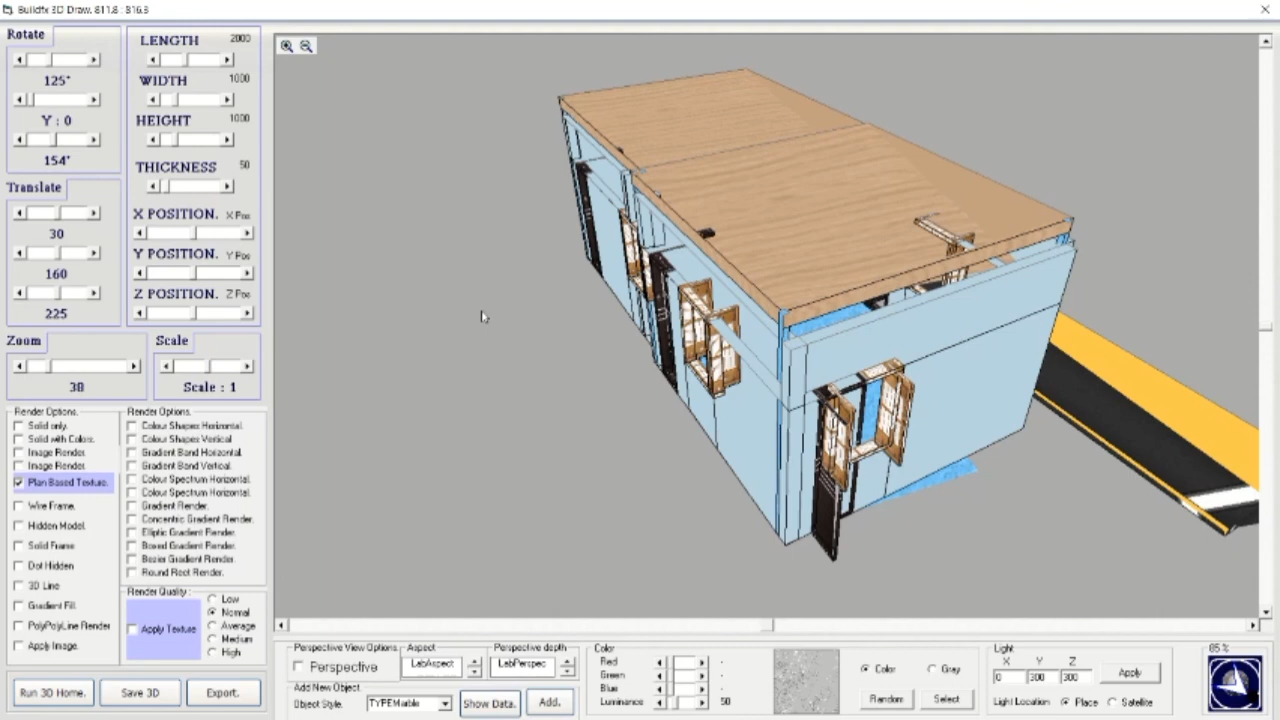 Buildfx 3D Draw. 811.8 : 816.3
Rotate
125°
Y : 0
154°
Translate
30
160
225
LENGTH 2000
WIDTH 1000
HEIGHT 1000
THICKNESS 50
X POSITION. X Pos
Y POSITION. Y Pos
Z POSITION. Z Pos
Zoom
38
Scale
Scale : 1
Render Options.
Solid only.
Solid with Colors.
Image Render.
Image Render.
Plan Based Texture.
Wire Frame.
Hidden Model.
Solid Frame
Dot Hidden
3D Line
Gradient Fill.
PolyPolyLine Render
Apply Image.
Render Options.
Colour Shapes Horizontal.
Colour Shapes Vertical
Gradient Band Horizontal.
Gradient Band Vertical.
Colour Spectrum Horizontal.
Colour Spectrum Horizontal.
Gradient Render.
Concentric Gradient Render.
Elliptic Gradient Render.
Boxed Gradient Render.
Bezier Gradient Render.
Round Rect Render.
Render Quality :
Apply Texture
Low
Normal
Average
Medium
High
Run 3D Home.
Save 3D
Export.
Perspective View Options.
Perspective
Aspect
LabAspect
Perspective depth
LabPerspec
Add New Object
Object Style.
TYPEMarble
Show Data.
Add.
Color
Red
Green
Blue
Luminance
50
Color
Gray
Random
Select
Light
X Y Z
0 300 300
Apply
Light Location
Place
Satellite
85 %